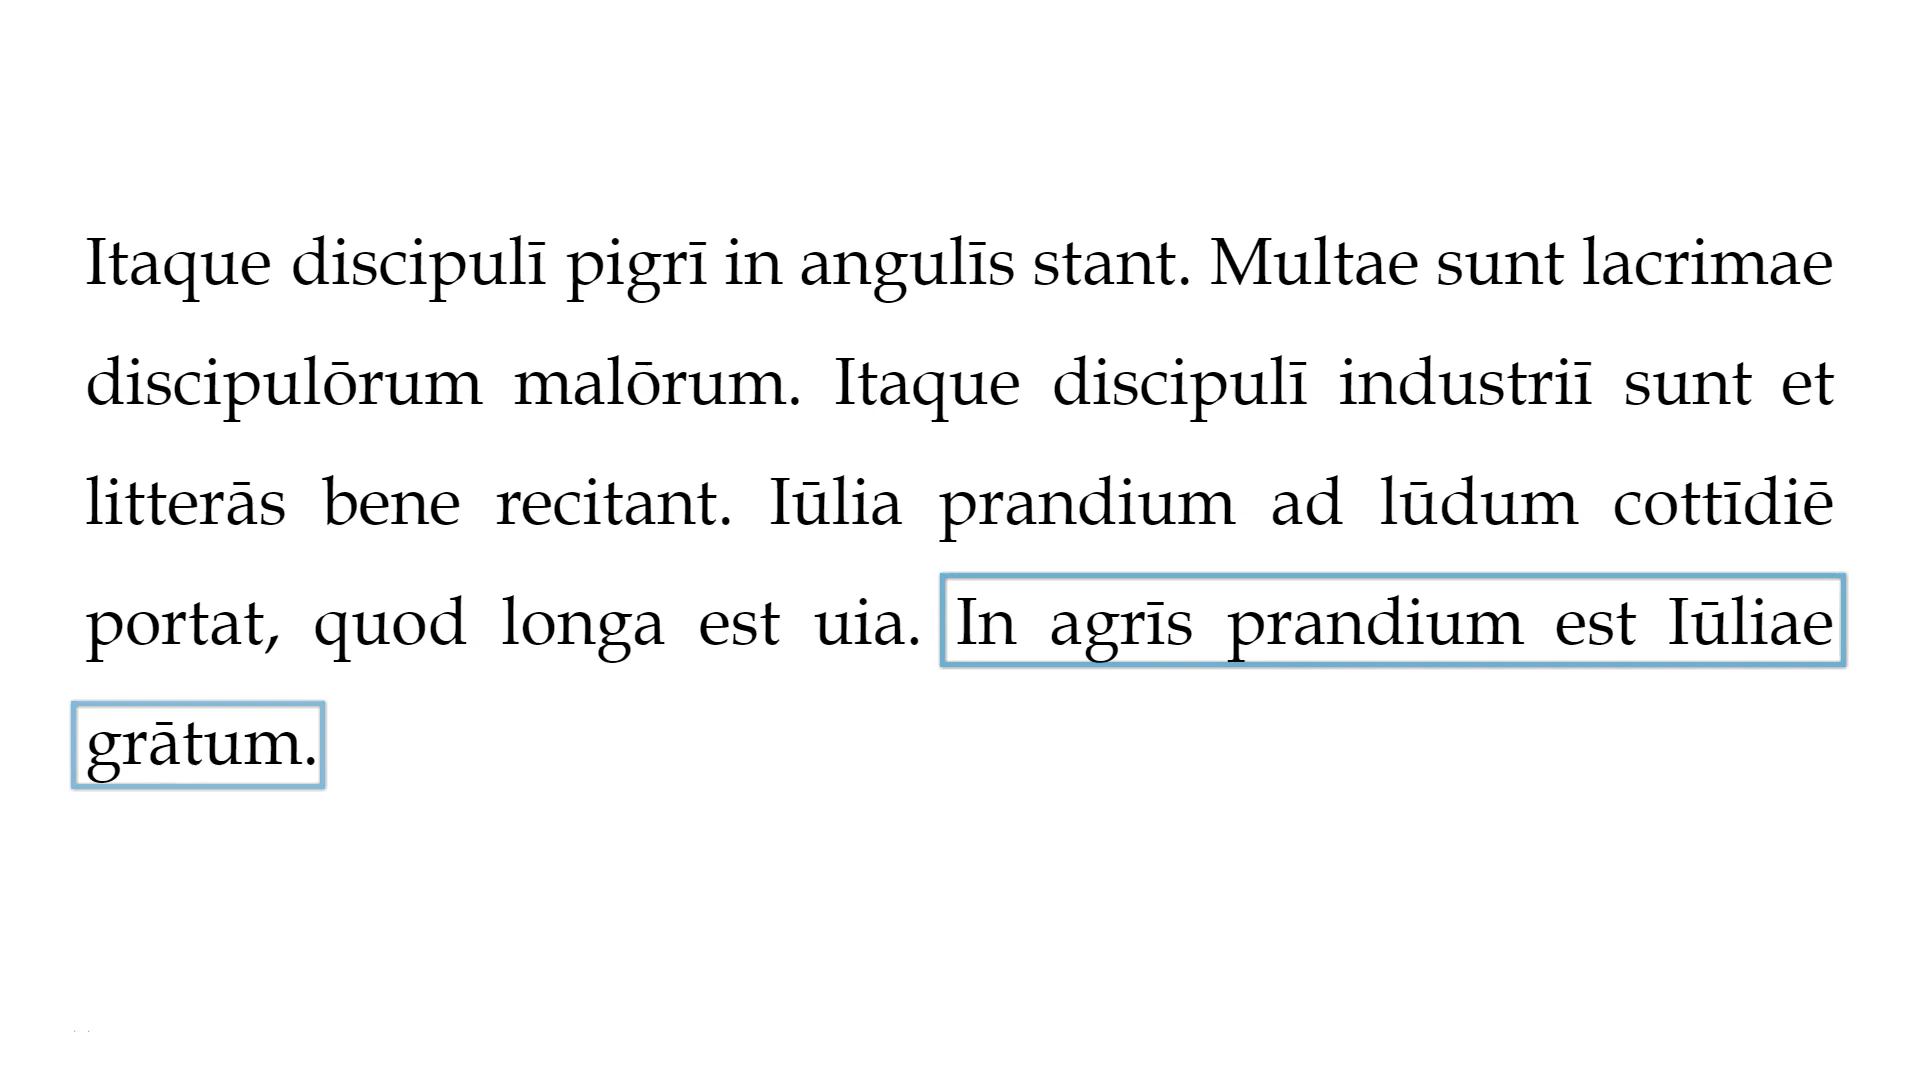 Itaque discipulī pigrī in angulīs stant. Multae sunt lacrimae
discipulōrum malōrum. Itaque discipulī industriī sunt et
litterās bene recitant. Iūlia prandium ad lūdum cottīdiē
portat, quod longa est uia. In agrīs prandium est Iūliae
grātum.